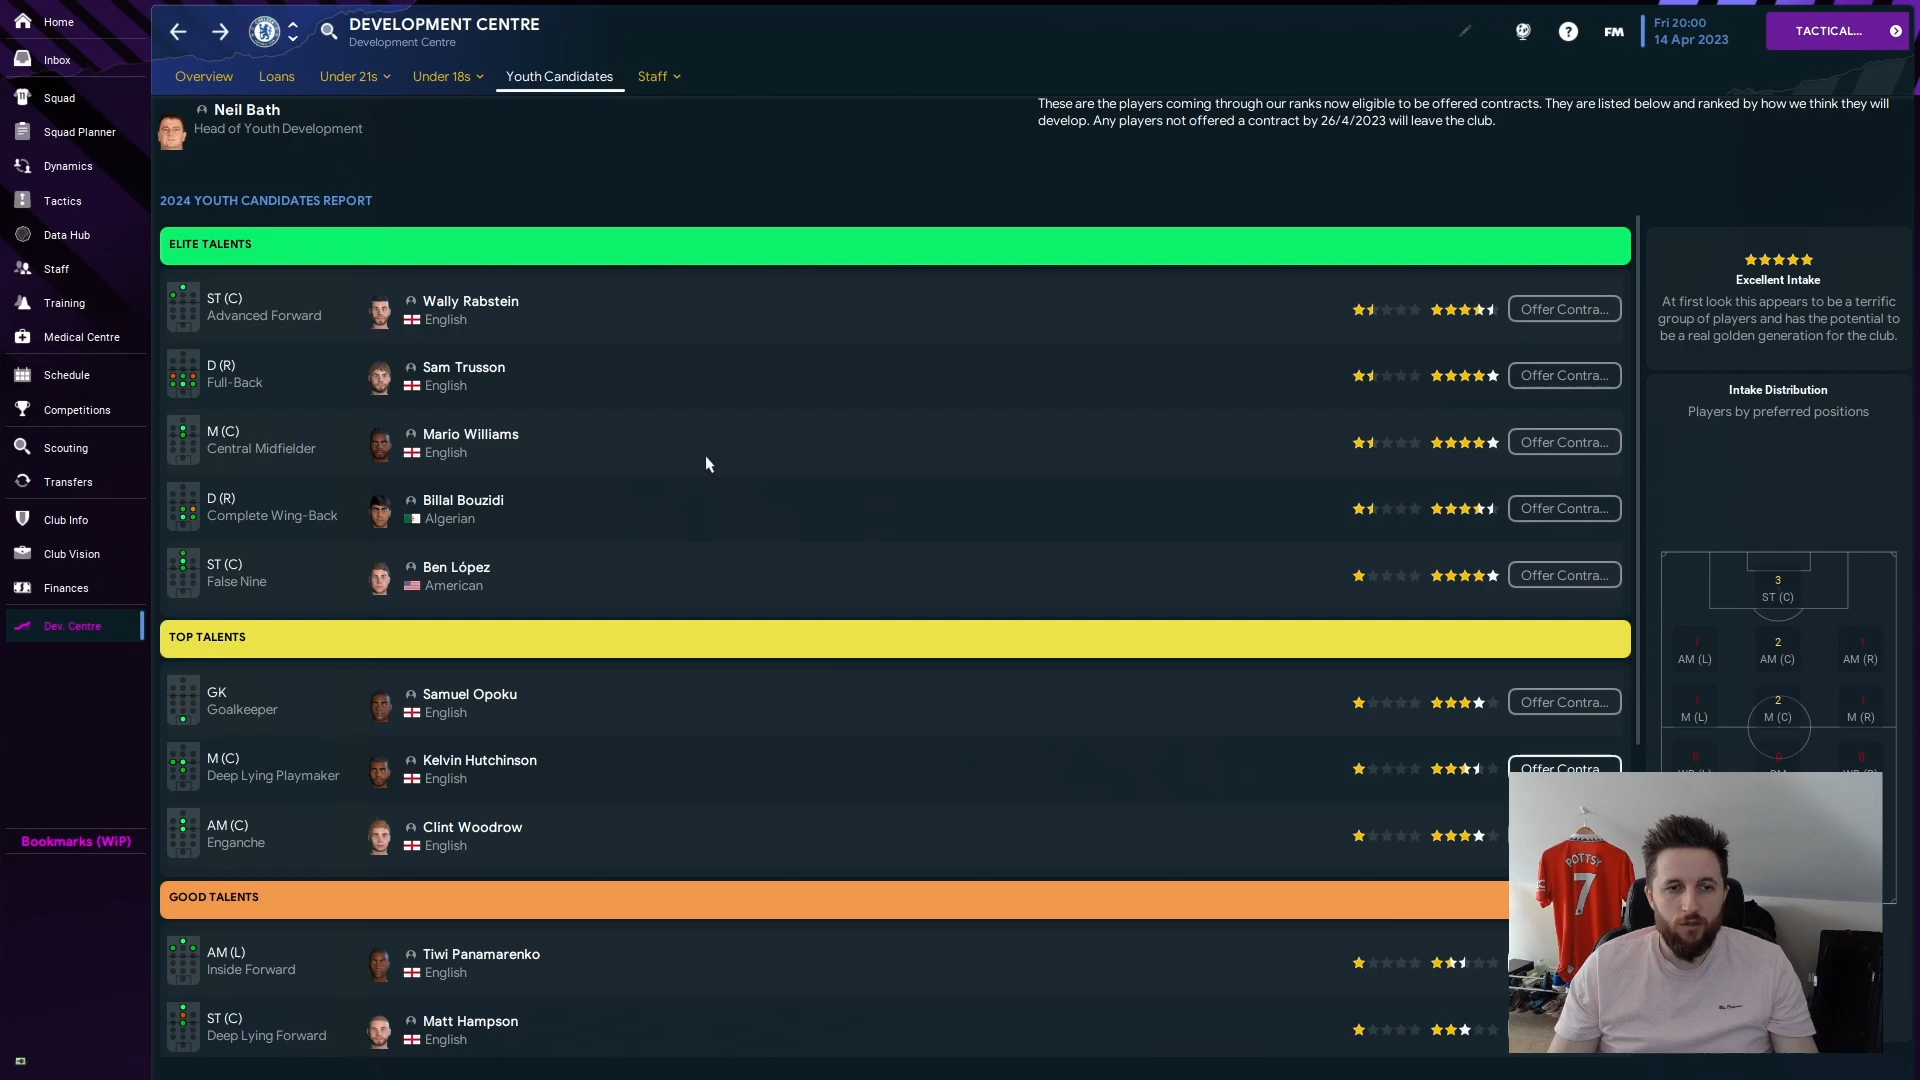 Home
Inbox
Squad
Squad Planner
Dynamics
Tactics
Data Hub
Staff
Training
Medical Centre
Schedule
Competitions
Scouting
Transfers
Club Info
Club Vision
Finances
Dev. Centre
Bookmarks (WiP)
DEVELOPMENT CENTRE
Development Centre
FM
Fri 20:00
14 Apr 2023
TACTICAL...
Overview
Loans
Under 21s
Under 18s
Youth Candidates
Staff
Neil Bath
Head of Youth Development
These are the players coming through our ranks now eligible to be offered contracts. They are listed below and ranked by how we think they will
develop. Any players not offered a contract by 26/4/2023 will leave the club.
2024 YOUTH CANDIDATES REPORT
ELITE TALENTS
ST (C)
Advanced Forward
Wally Rabstein
English
Offer Contra...
D (R)
Full-Back
Sam Trusson
English
Offer Contra...
M (C)
Central Midfielder
Mario Williams
English
Offer Contra...
D (R)
Complete Wing-Back
Billal Bouzidi
Algerian
Offer Contra...
ST (C)
False Nine
Ben López
American
Offer Contra...
TOP TALENTS
GK
Goalkeeper
Samuel Opoku
English
Offer Contra...
M (C)
Deep Lying Playmaker
Kelvin Hutchinson
English
Offer Contra
AM (C)
Enganche
Clint Woodrow
English
GOOD TALENTS
AM (L)
Inside Forward
Tiwi Panamarenko
English
ST (C)
Deep Lying Forward
Matt Hampson
English
Excellent Intake
At first look this appears to be a terrific
group of players and has the potential to
be a real golden generation for the club.
Intake Distribution
Players by preferred positions
3
ST (C)
1 2 1
AM (L) AM (C) AM (R)
1 2 1
M (L) M (C) M (R)
0 0 0
POTTSY
7